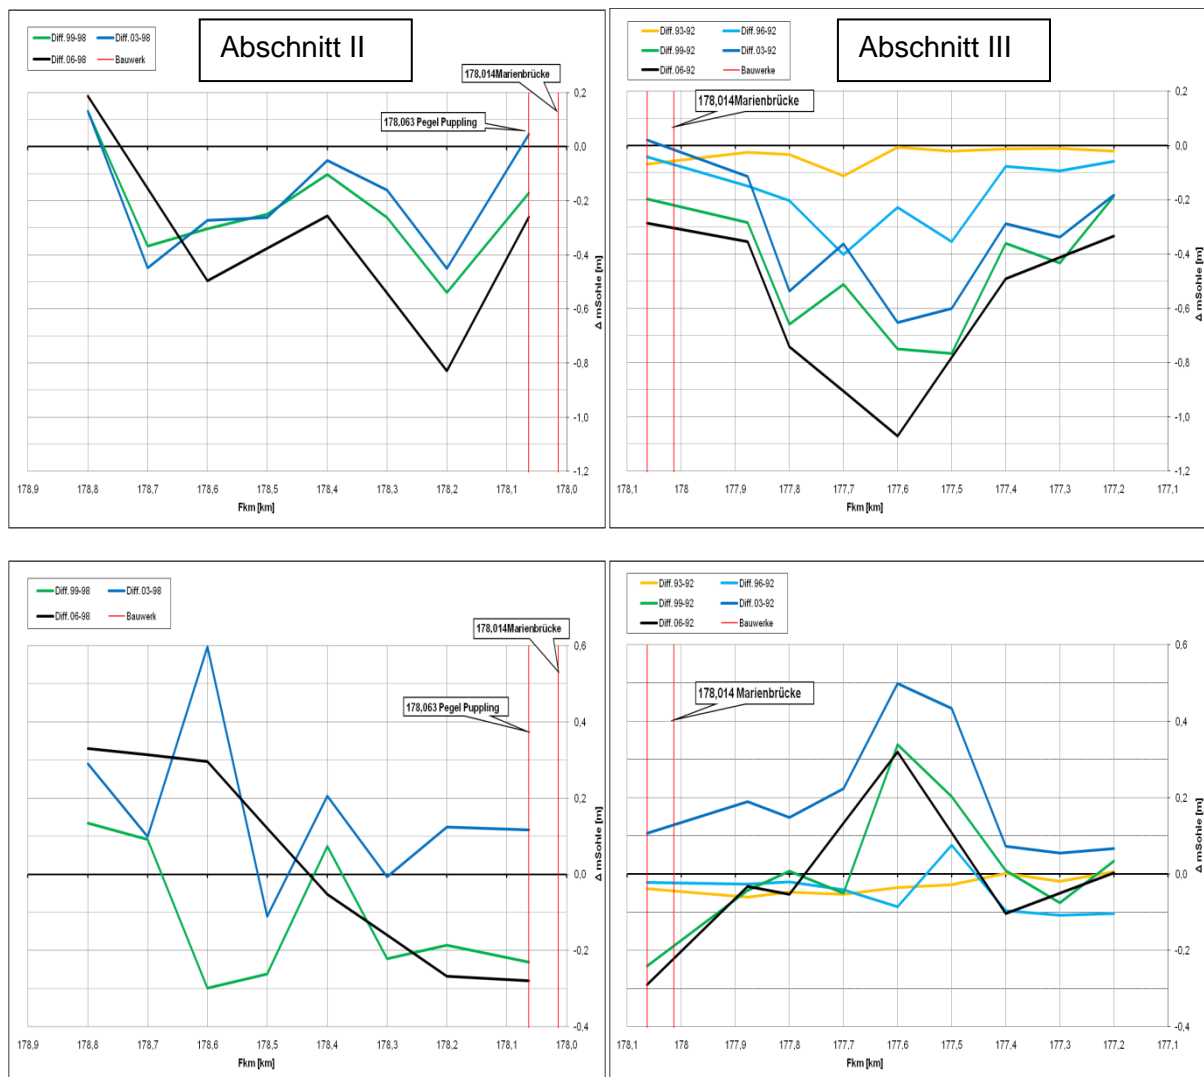 Abschnitt II
Diff. 99-98 Diff. 03-98
Diff. 06-98 Bauwerk
178,014Marienbrücke
178,063 Pegel Puppling
0,2
0,0
-0,2
-0,4
-0,6
-0,8
-1,0
-1,2
Δ mSohle [m]
178,9 178,8 178,7 178,6 178,5 178,4 178,3 178,2 178,1 178,0
Fkm [km]
Abschnitt III
Diff. 93-92 Diff. 96-92
Diff. 99-92 Diff. 03-92
Diff. 06-92 Bauwerke
178,014Marienbrücke
0,2
0,0
-0,2
-0,4
-0,6
-0,8
-1,0
-1,2
Δ mSohle [m]
178,1 178 177,9 177,8 177,7 177,6 177,5 177,4 177,3 177,2 177,1
Fkm [km]
Diff. 99-98 Diff. 03-98
Diff. 06-98 Bauwerk
178,014Marienbrücke
178,063 Pegel Puppling
0,6
0,4
0,2
0,0
-0,2
-0,4
Δ mSohle [m]
178,9 178,8 178,7 178,6 178,5 178,4 178,3 178,2 178,1 178,0
Fkm [km]
Diff. 93-92 Diff. 96-92
Diff. 99-92 Diff. 03-92
Diff. 06-92 Bauwerke
178,014 Marienbrücke
0,6
0,4
0,2
0,0
-0,2
-0,4
Δ mSohle [m]
178,1 178 177,9 177,8 177,7 177,6 177,5 177,4 177,3 177,2 177,1
Fkm [km]